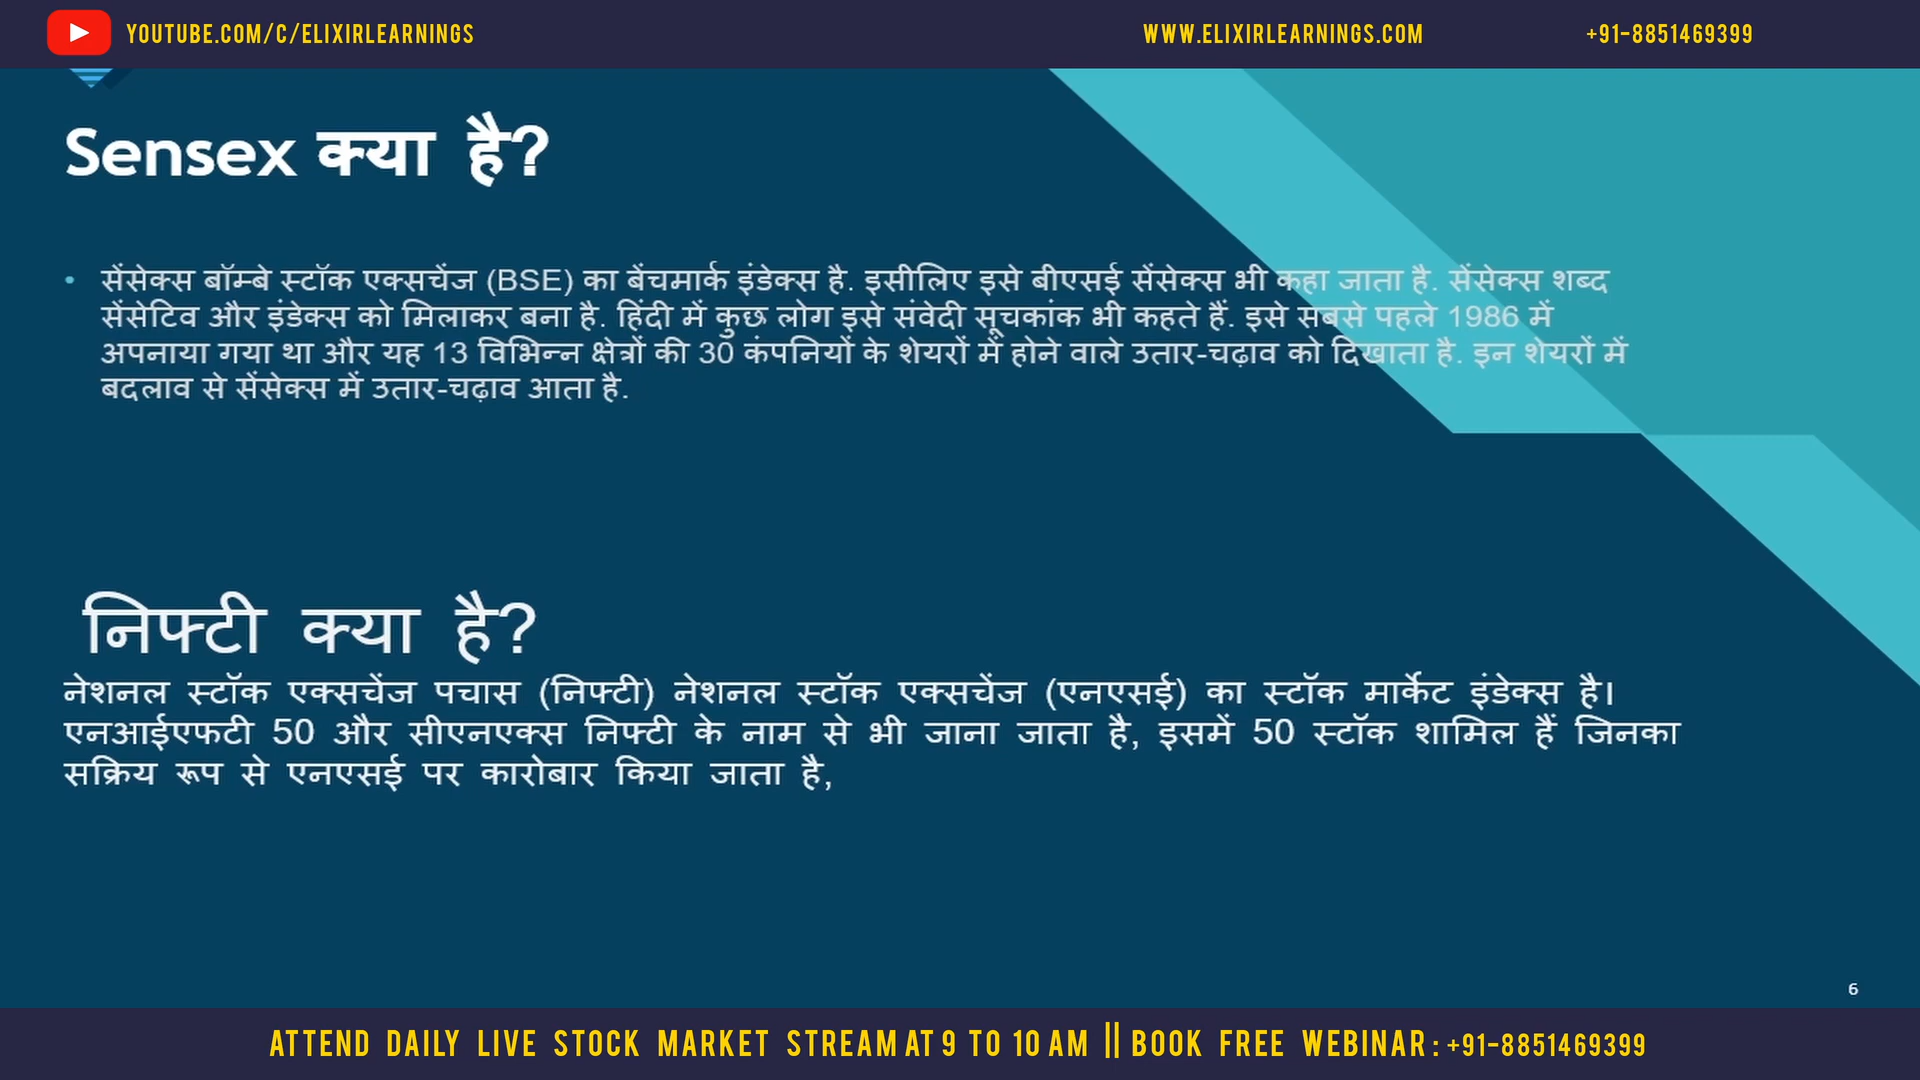 YOUTUBE.COM/C/ELIXIRLEARNINGS
WWW.ELIXIRLEARNINGS.COM
+91-8851469399
Sensex क्या है?
• सेंसेक्स बॉम्बे स्टॉक एक्सचेंज (BSE) का बेंचमार्क इंडेक्स है. इसीलिए इसे बीएसई सेंसेक्स भी कहा जाता है. सेंसेक्स शब्द
सेंसेटिव और इंडेक्स को मिलाकर बना है. हिंदी में कुछ लोग इसे संवेदी सूचकांक भी कहते हैं. इसे सबसे पहले 1986 में
अपनाया गया था और यह 13 विभिन्न क्षेत्रों की 30 कंपनियों के शेयरों में होने वाले उतार-चढ़ाव को दिखाता है. इन शेयरों में
बदलाव से सेंसेक्स में उतार-चढ़ाव आता है.
निफ्टी क्या है?
नेशनल स्टॉक एक्सचेंज पचास (निफ्टी) नेशनल स्टॉक एक्सचेंज (एनएसई) का स्टॉक मार्केट इंडेक्स है।
एनआईएफटी 50 और सीएनएक्स निफ्टी के नाम से भी जाना जाता है, इसमें 50 स्टॉक शामिल हैं जिनका
सक्रिय रूप से एनएसई पर कारोबार किया जाता है,
6
ATTEND DAILY LIVE STOCK MARKET STREAM AT 9 TO 10 AM || BOOK FREE WEBINAR : +91-8851469399